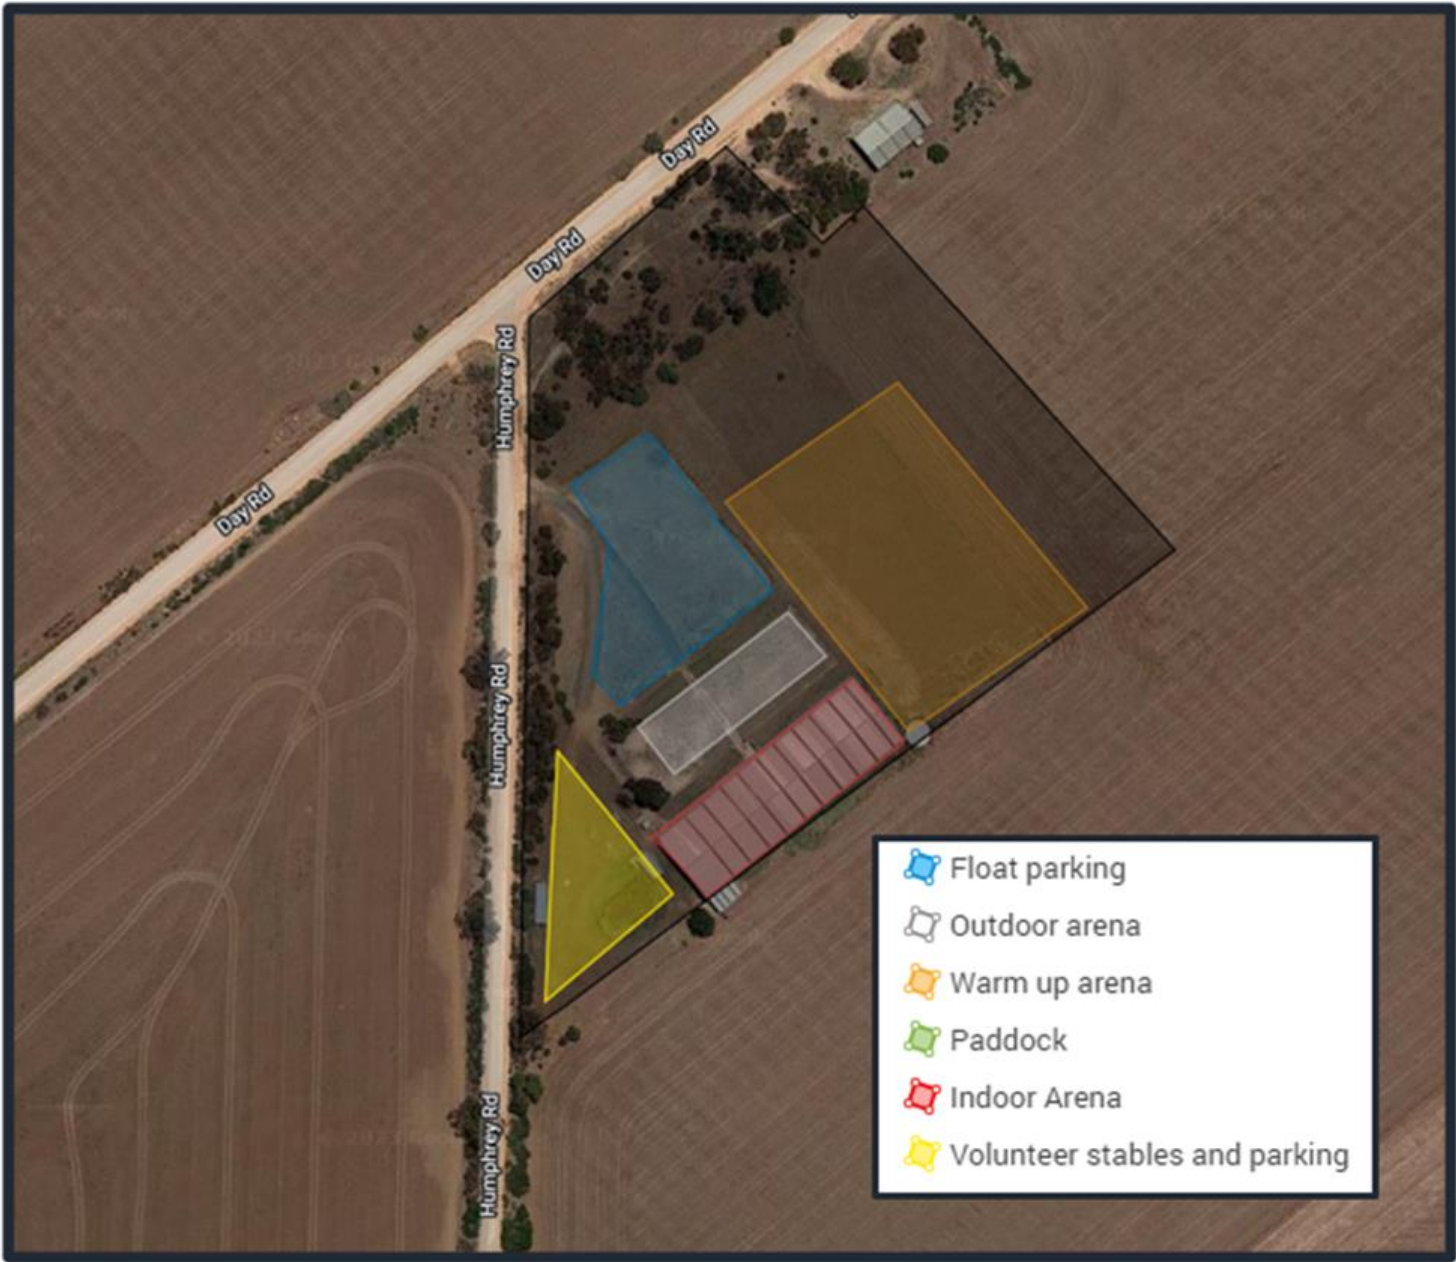 Day Rd
Day Rd
Humphrey Rd
Day Rd
Humphrey Rd
Humphrey Rd
Float parking
Outdoor arena
Warm up arena
Paddock
Indoor Arena
Volunteer stables and parking